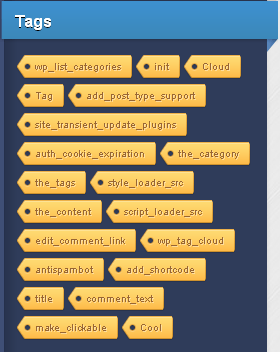 Tags
wp_list_categories init Cloud
Tag add_post_type_support
site_transient_update_plugins
auth_cookie_expiration the_category
the_tags style_loader_src
the_content script_loader_src
edit_comment_link wp_tag_cloud
antispambot add_shortcode
title comment_text
make_clickable Cool